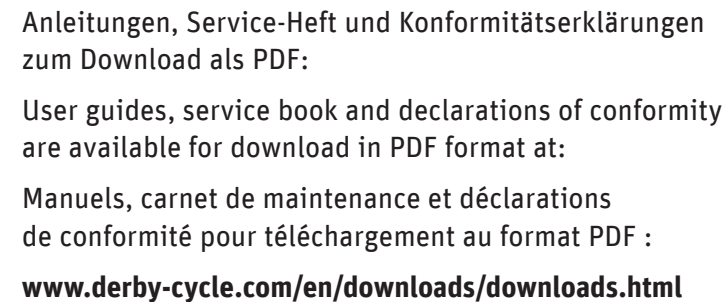 Anleitungen, Service-Heft und Konformitätserklärungen
zum Download als PDF:
User guides, service book and declarations of conformity
are available for download in PDF format at:
Manuels, carnet de maintenance et déclarations
de conformité pour téléchargement au format PDF :
www.derby-cycle.com/en/downloads/downloads.html